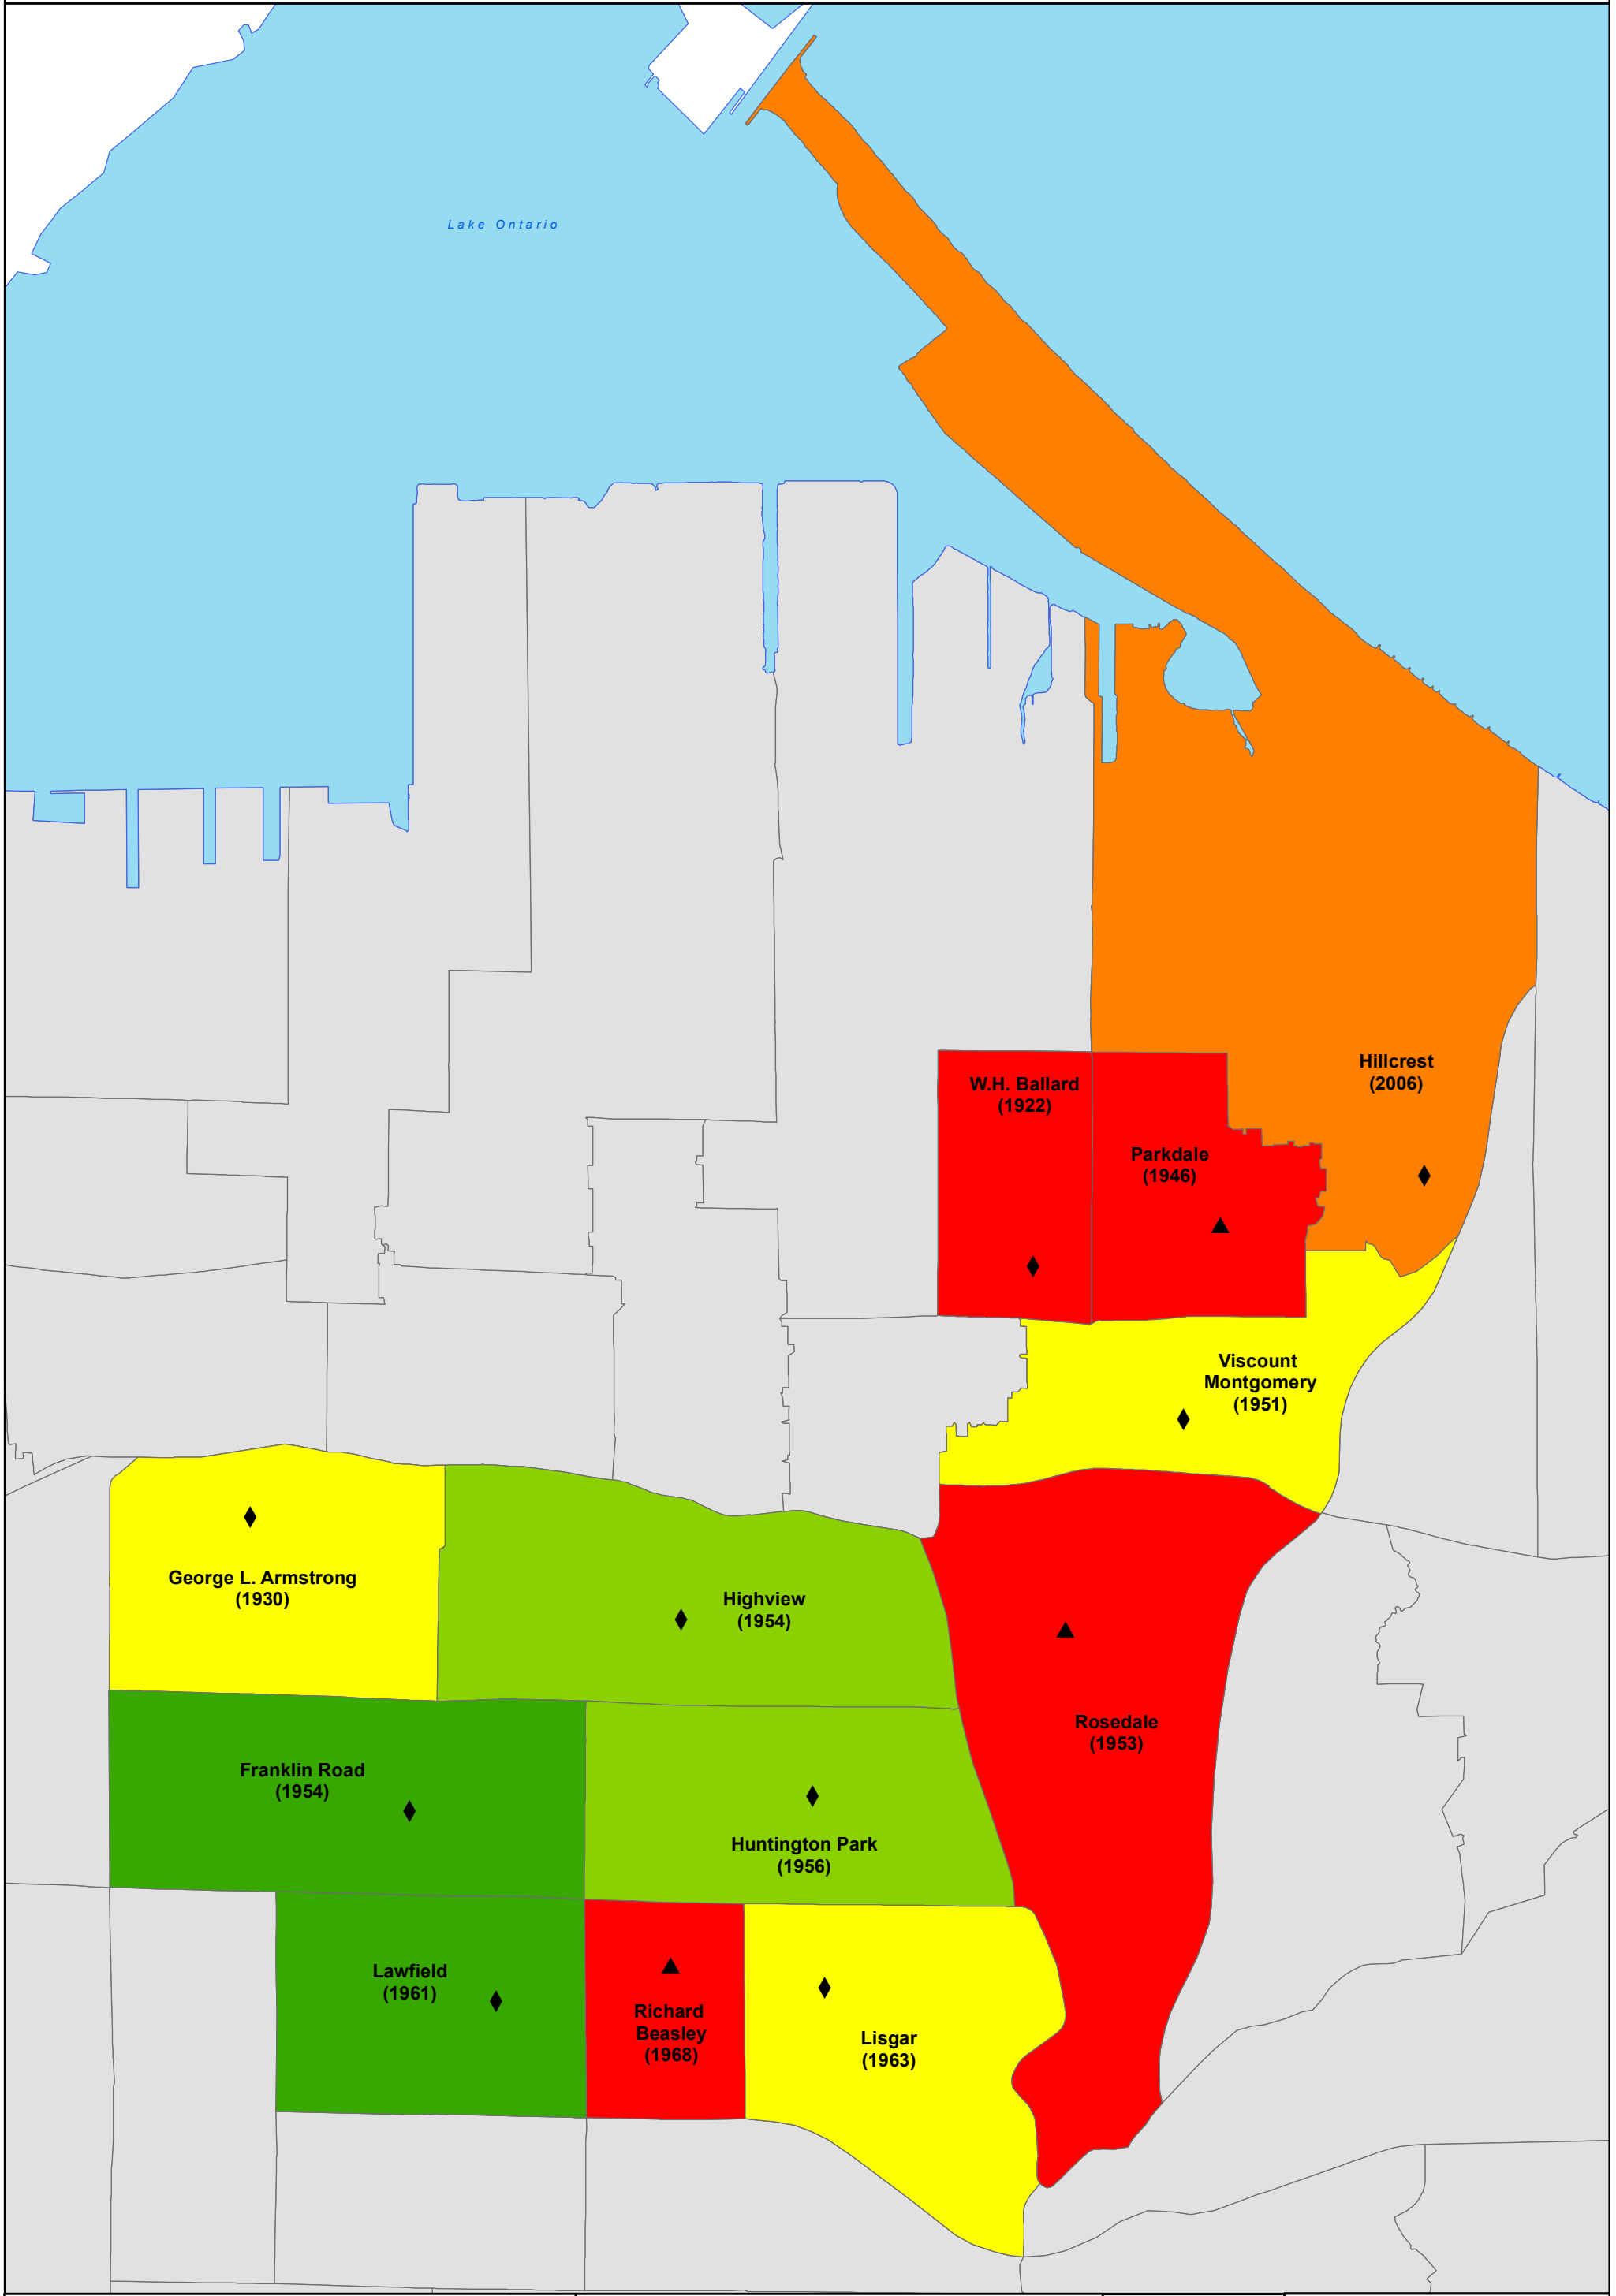 Lake Ontario
Hillcrest
(2006)
W.H. Ballard
(1922)
Parkdale
(1946)
Viscount
Montgomery
(1951)
George L. Armstrong
(1930)
Highview
(1954)
Rosedale
(1953)
Franklin Road
(1954)
Huntington Park
(1956)
Lawfield
(1961)
Richard
Beasley
(1968)
Lisgar
(1963)